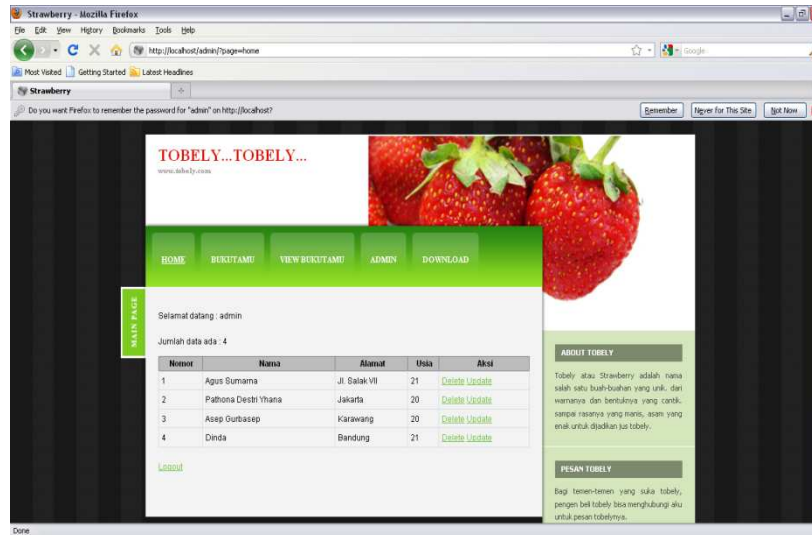 Strawberry - Mozilla Firefox
File Edit View History Bookmarks Tools Help
http://localhost/admin/?page=home
Google
Most Visited Getting Started Latest Headlines
Strawberry
Do you want Firefox to remember the password for "admin" on http://localhost? Remember Never for This Site Not Now
TOBELY...TOBELY...
www.tobely.com
HOME BUKUTAMU VIEW BUKUTAMU ADMIN DOWNLOAD
MAIN PAGE
Selamat datang : admin
Jumlah data ada : 4
Nomor Nama Alamat Usia Aksi
1 Agus Sumarna Jl. Salak VII 21 Delete Update
2 Pathona Destri Yhana Jakarta 20 Delete Update
3 Asep Gurbasep Karawang 20 Delete Update
4 Dinda Bandung 21 Delete Update
Logout
ABOUT TOBELY
Tobely atau Strawberry adalah nama
salah satu buah-buahan yang unik. dari
warnanya dan bentuknya yang cantik.
sampai rasanya yang manis, asam yang
enak untuk dijadikan jus tobely.
PESAN TOBELY
Bagi temen-temen yang suka tobely,
pengen beli tobely bisa menghubungi aku
untuk pesan tobelynya.
Done